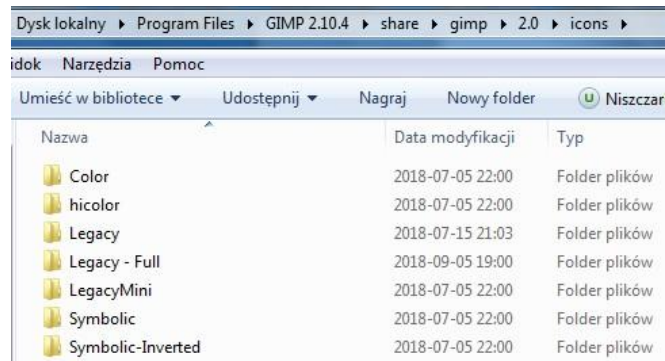 Dysk lokalny ▸ Program Files ▸ GIMP 2.10.4 ▸ share ▸ gimp ▸ 2.0 ▸ icons ▸
idok Narzędzia Pomoc
Umieść w bibliotece ▾ Udostępnij ▾ Nagraj Nowy folder U Niszczar
Nazwa Data modyfikacji Typ
Color 2018-07-05 22:00 Folder plików
hicolor 2018-07-05 22:00 Folder plików
Legacy 2018-07-15 21:03 Folder plików
Legacy - Full 2018-09-05 19:00 Folder plików
LegacyMini 2018-07-05 22:00 Folder plików
Symbolic 2018-07-05 22:00 Folder plików
Symbolic-Inverted 2018-07-05 22:00 Folder plików